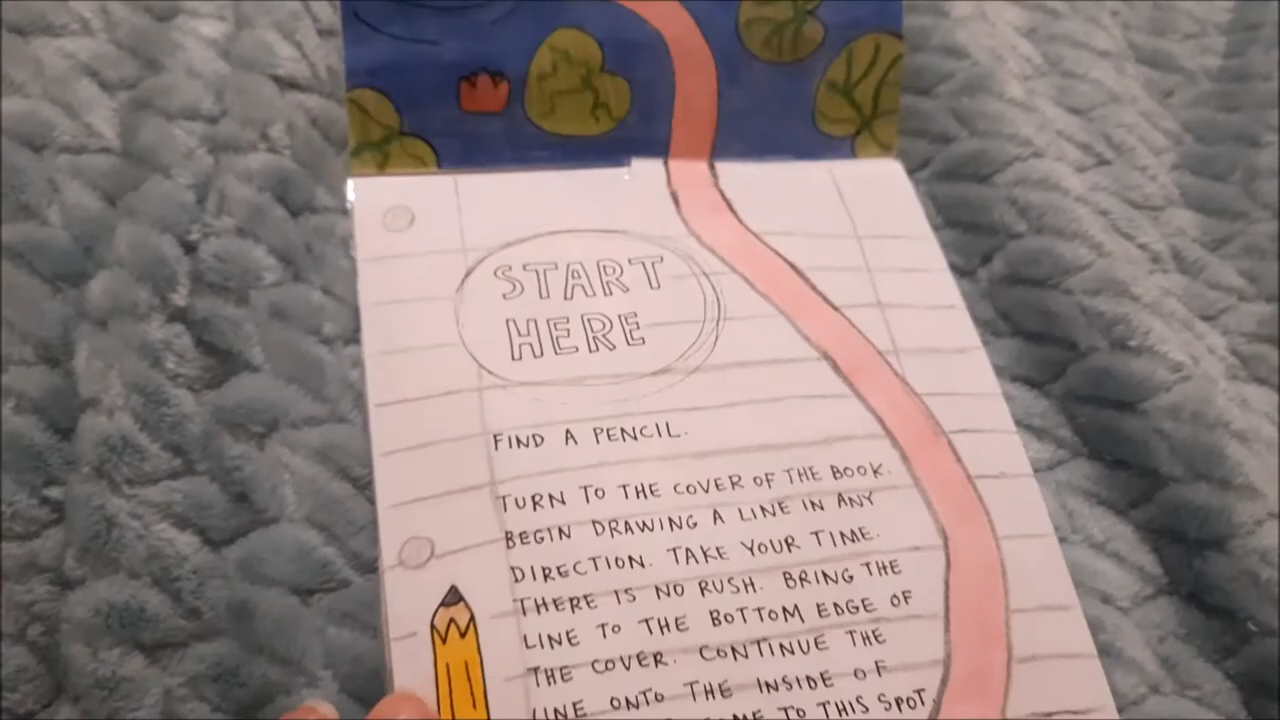 START
HERE
FIND A PENCIL.
TURN TO THE COVER OF THE BOOK.
BEGIN DRAWING A LINE IN ANY
DIRECTION. TAKE YOUR TIME.
THERE IS NO RUSH. BRING THE
LINE TO THE BOTTOM EDGE OF
THE COVER. CONTINUE THE
LINE ONTO THE INSIDE OF
TO THIS SPOT